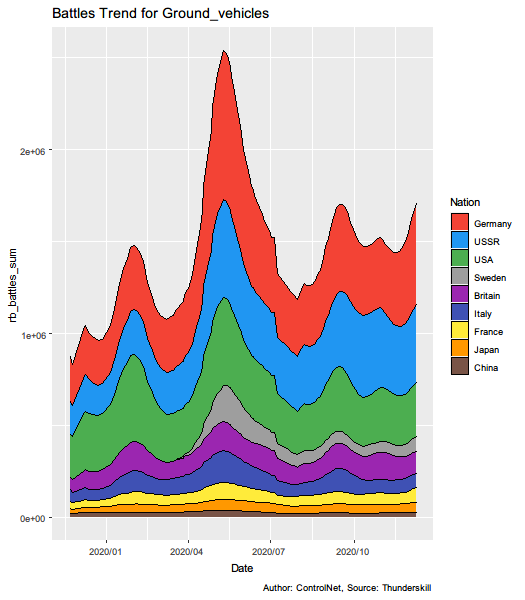 Battles Trend for Ground_vehicles
rb_battles_sum
2e+06
1e+06
0e+00
2020/01
2020/04
2020/07
2020/10
Date
Nation
Germany
USSR
USA
Sweden
Britain
Italy
France
Japan
China
Author: ControlNet, Source: Thunderskill